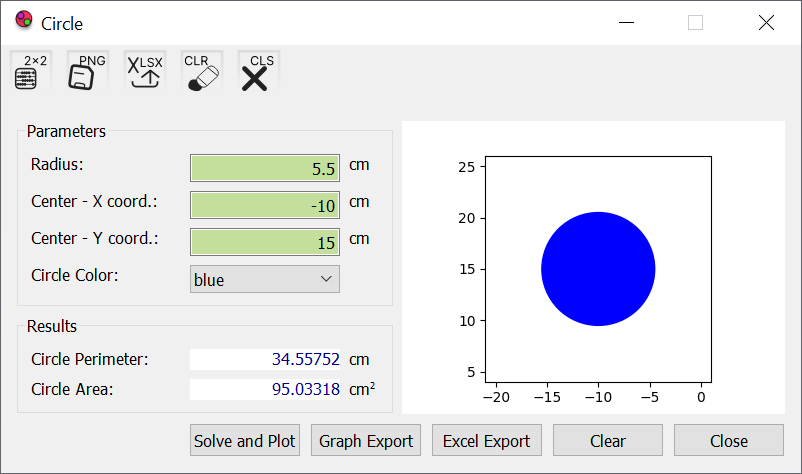 Circle
2×2 PNG XLSX CLR CLS
Parameters
Radius: 5.5 cm
Center - X coord.: -10 cm
Center - Y coord.: 15 cm
Circle Color: blue
Results
Circle Perimeter: 34.55752 cm
Circle Area: 95.03318 cm²
25
20
15
10
5
−20 −15 −10 −5 0
Solve and Plot Graph Export Excel Export Clear Close